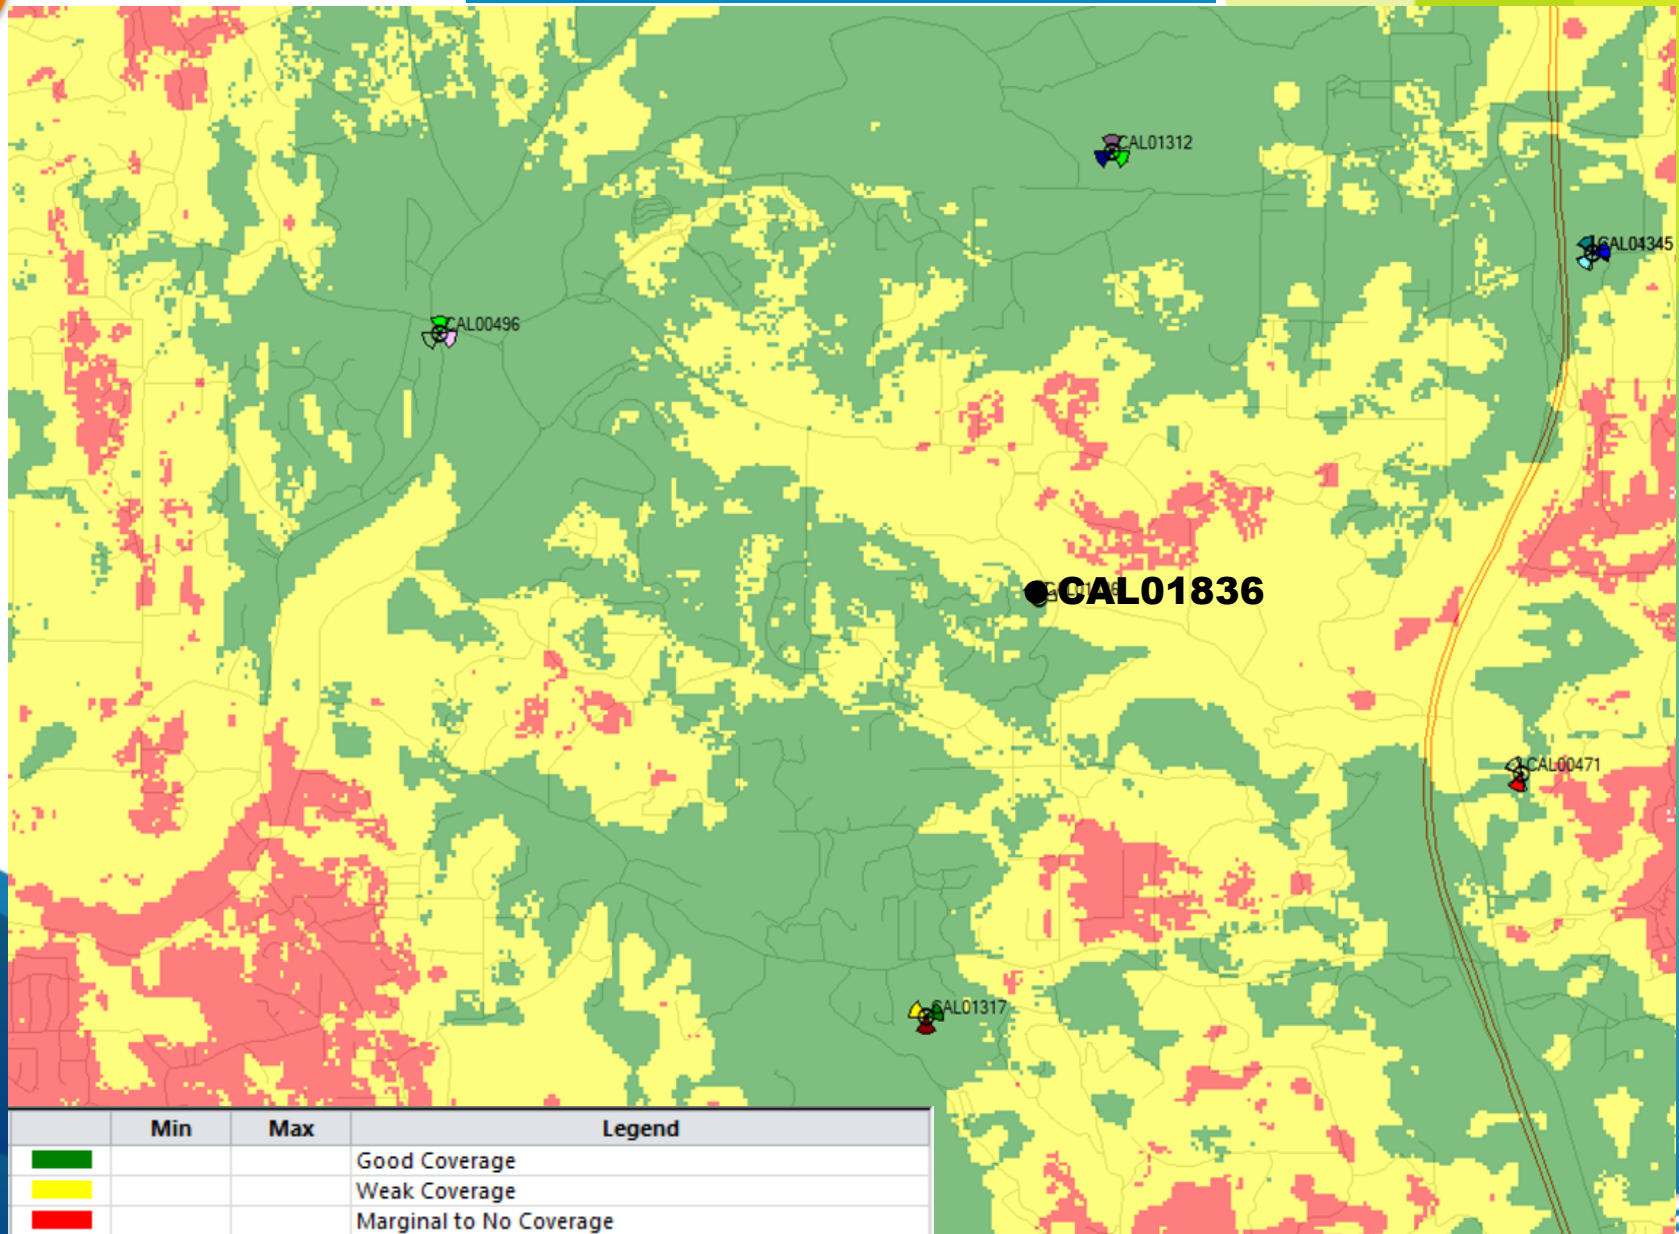 CAL01312
CAL04345
CAL00496
CAL01836
CAL00471
CAL01317
Min Max Legend
Good Coverage
Weak Coverage
Marginal to No Coverage